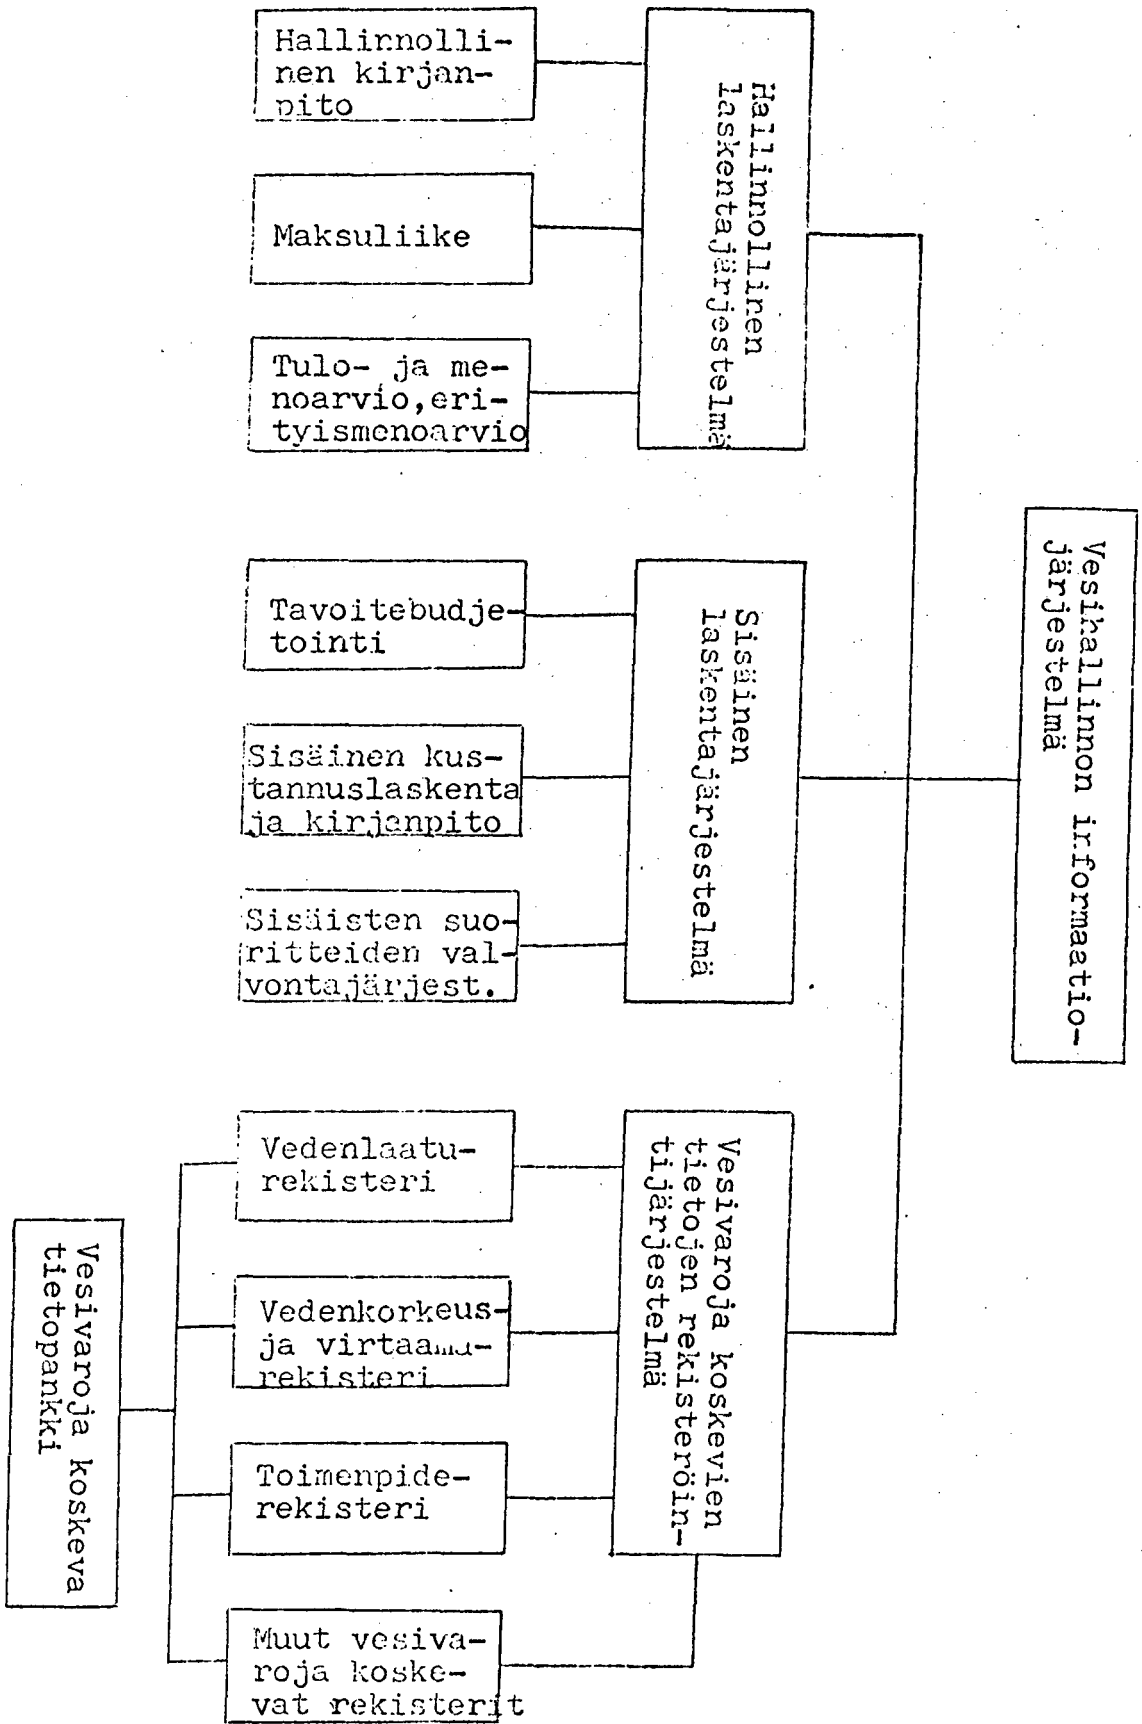 Vesihallinnon informaatio-
järjestelmä
Hallinnollinen
laskentajärjestelmä
Hallinnolli-
nen kirjan-
pito
Maksuliike
Tulo- ja me-
noarvio,eri-
tyismenoarvio
Sisäinen
laskentajärjestelmä
Tavoitebudje-
tointi
Sisäinen kus-
tannuslaskenta
ja kirjanpito
Sisäisten suo-
ritteiden val-
vontajärjest.
Vesivaroja koskevien
tietojen rekisteröin-
tijärjestelmä
Vedenlaatu-
rekisteri
Vedenkorkeus-
ja virtaama-
rekisteri
Toimenpide-
rekisteri
Muut vesiva-
roja koske-
vat rekisterit
Vesivaroja koskeva
tietopankki